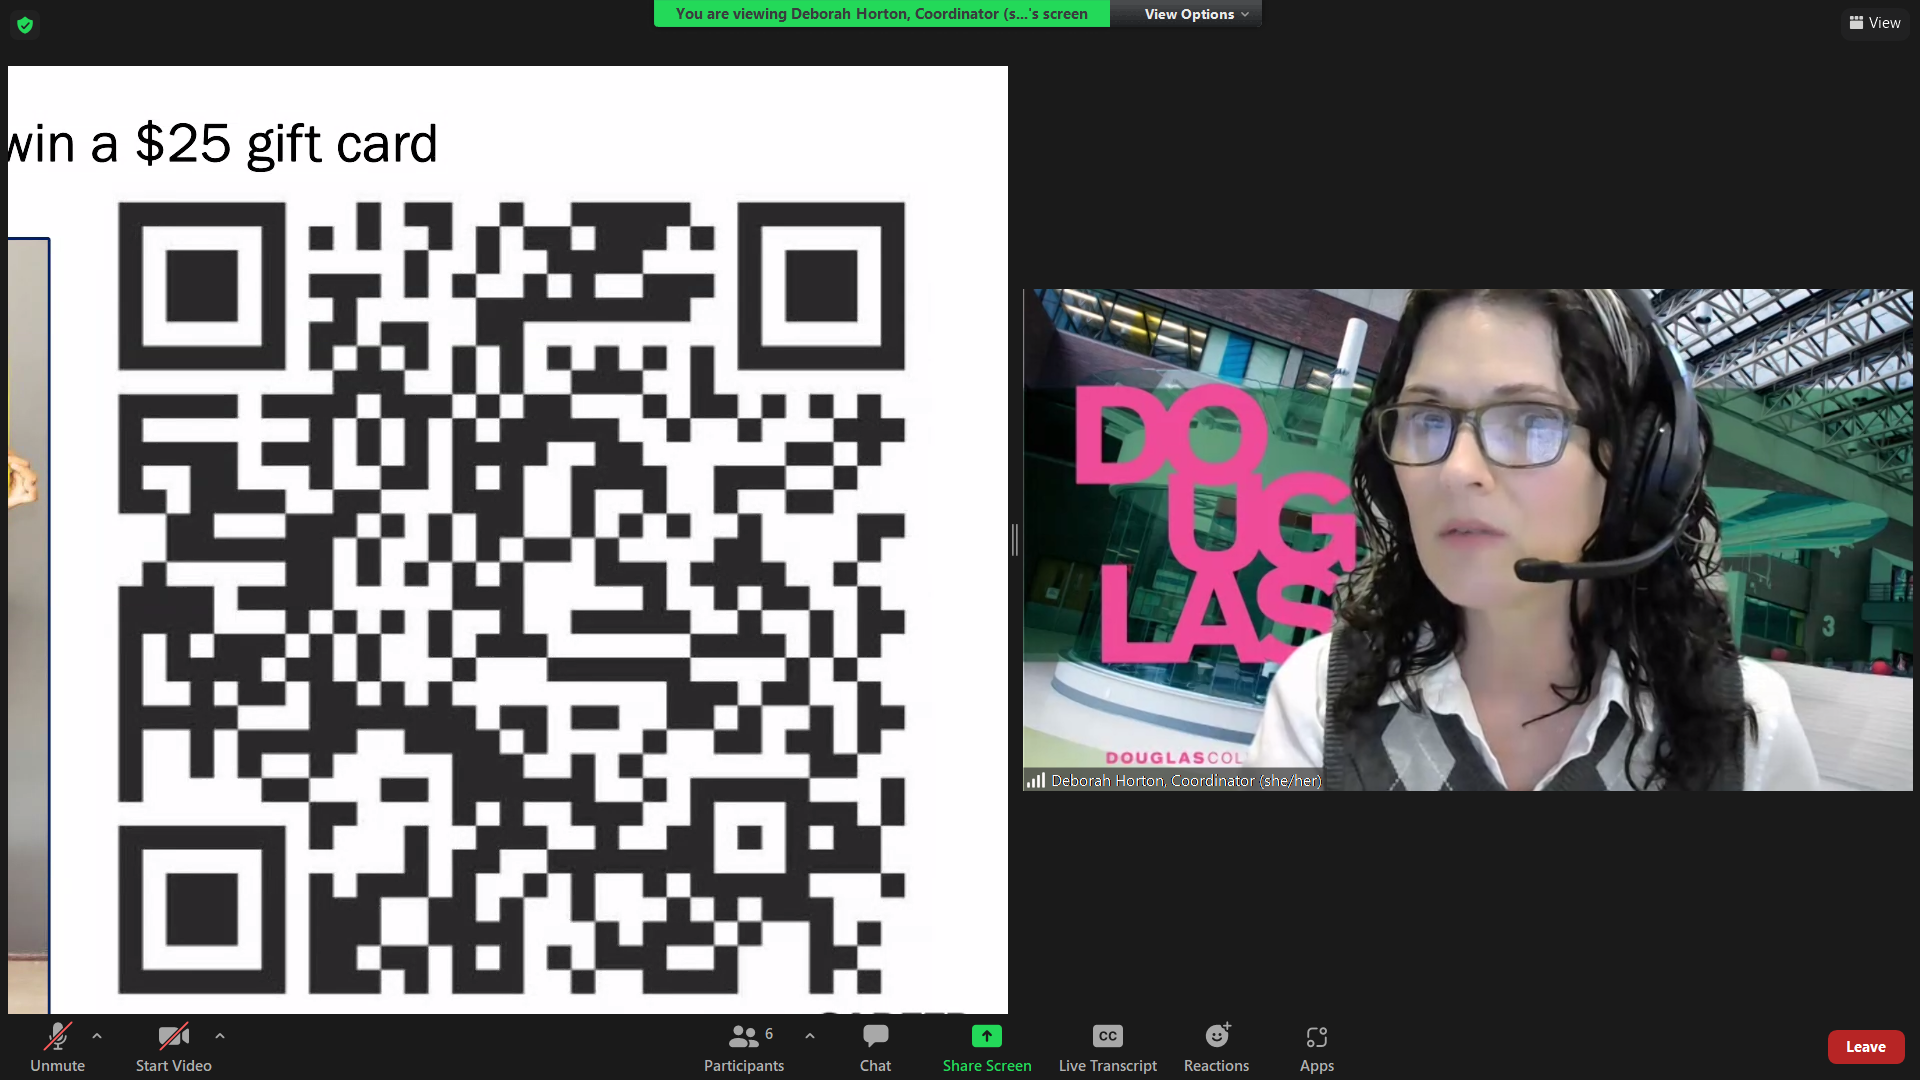 You are viewing Deborah Horton, Coordinator (s...'s screen
View Options
View
win a $25 gift card
DO
UG
LAS
3
DOUGLASCOL
Deborah Horton, Coordinator (she/her)
Unmute
Start Video
6
Participants
Chat
Share Screen
CC
Live Transcript
Reactions
Apps
Leave